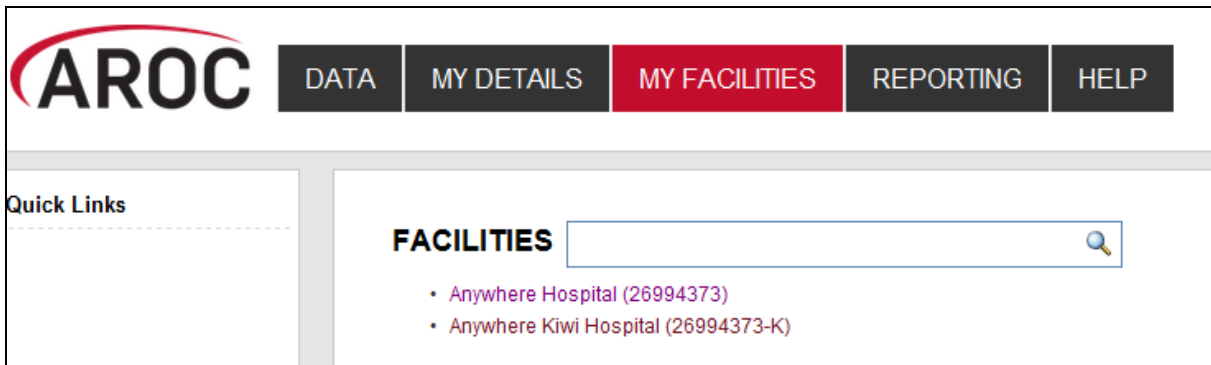 AROC DATA MY DETAILS MY FACILITIES REPORTING HELP
Quick Links
FACILITIES
• Anywhere Hospital (26994373)
• Anywhere Kiwi Hospital (26994373-K)